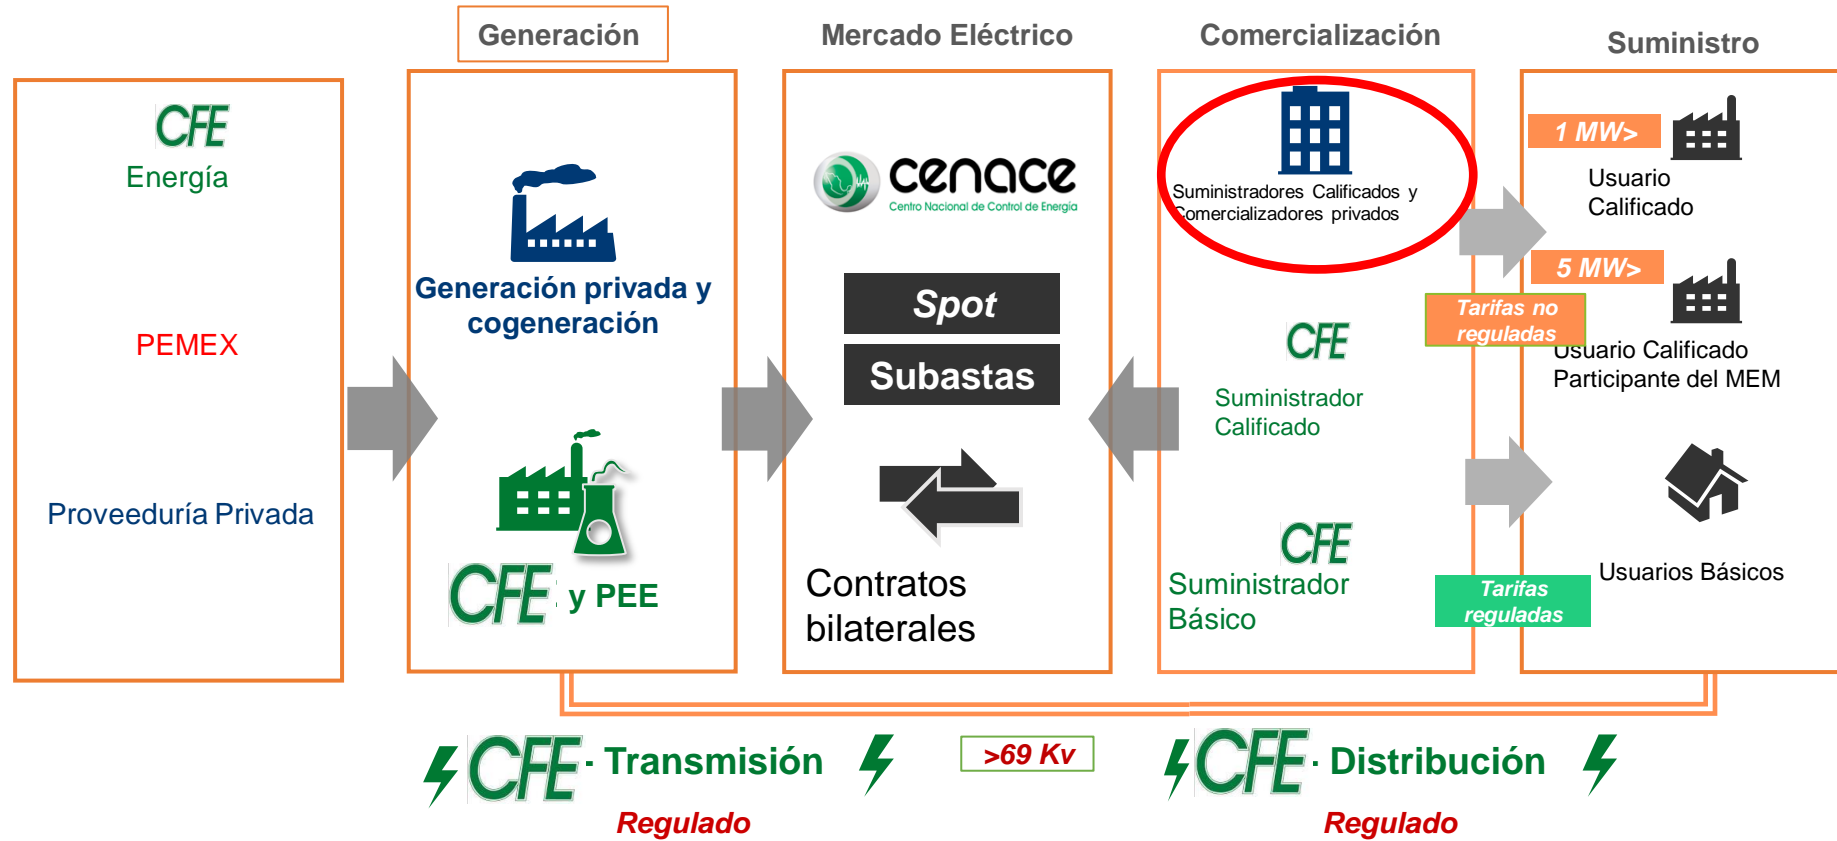 Generación
Mercado Eléctrico
Comercialización
Suministro
CFE
Energía
PEMEX
Proveeduría Privada
Generación privada y
cogeneración
CFE y PEE
cenace
Centro Nacional de Control de Energía
Spot
Subastas
Contratos
bilaterales
Suministradores Calificados y
Comercializadores privados
CFE
Suministrador
Calificado
CFE
Suministrador
Básico
1 MW>
Usuario
Calificado
5 MW>
Tarifas no
reguladas
Usuario Calificado
Participante del MEM
Usuarios Básicos
Tarifas
reguladas
CFE - Transmisión
Regulado
>69 Kv
CFE - Distribución
Regulado